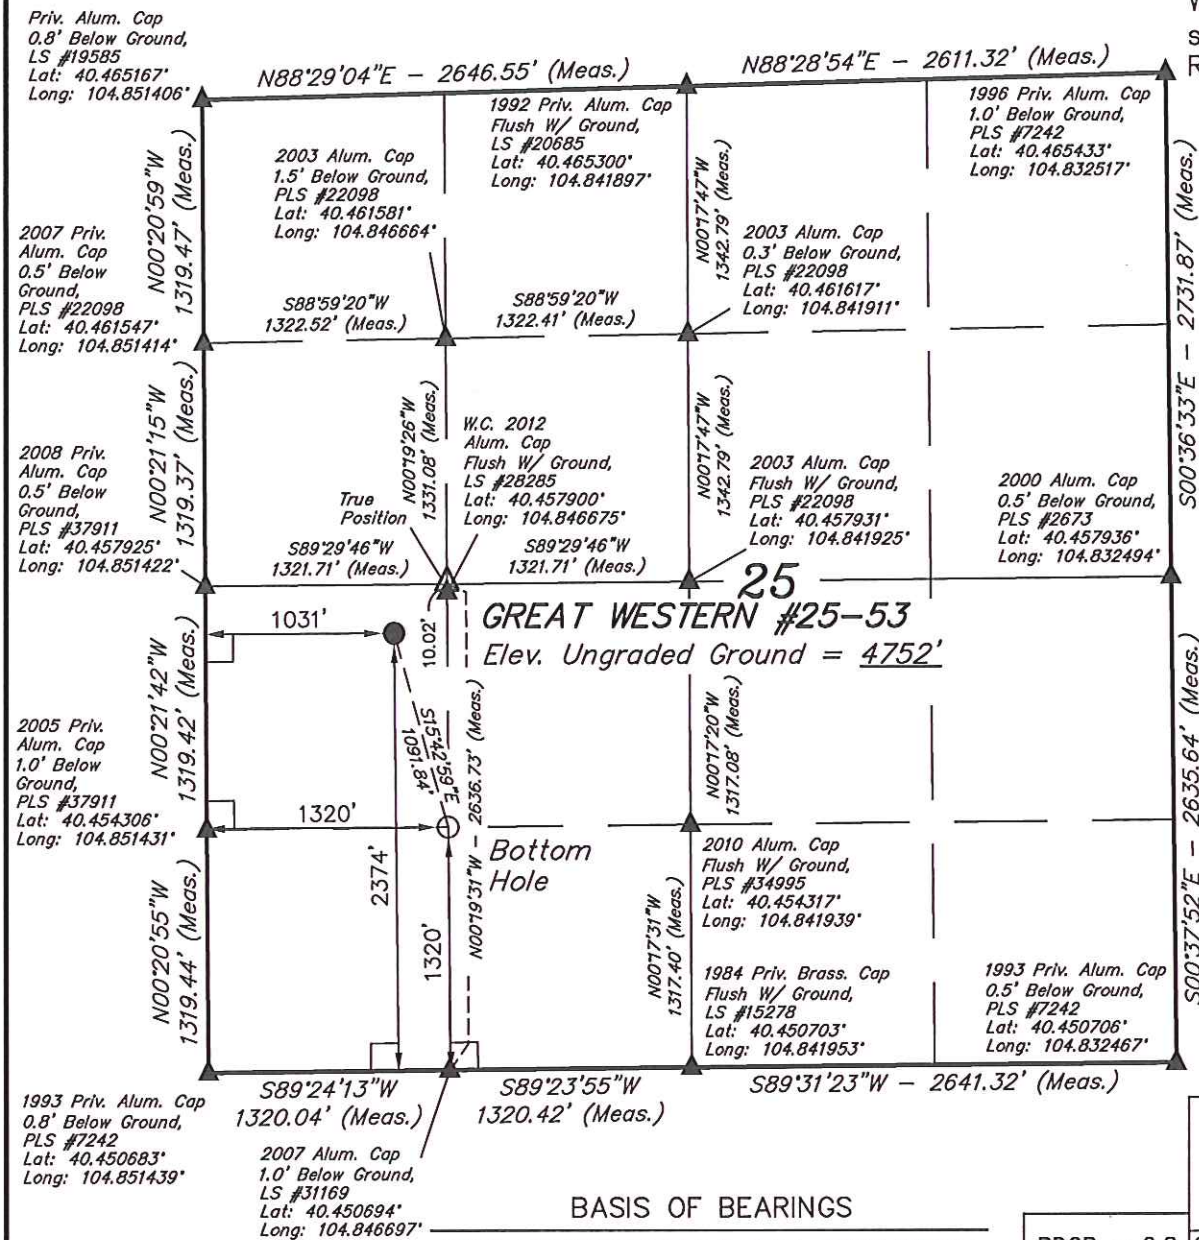 Priv. Alum. Cap
0.8' Below Ground,
LS #19585
Lat: 40.465167°
Long: 104.851406°
N88°29'04"E - 2646.55' (Meas.)
N88°28'54"E - 2611.32' (Meas.)
1992 Priv. Alum. Cap
Flush W/ Ground,
LS #20685
Lat: 40.465300°
Long: 104.841897°
1996 Priv. Alum. Cap
1.0' Below Ground,
PLS #7242
Lat: 40.465433°
Long: 104.832517°
N00°20'59"W
1319.47' (Meas.)
2003 Alum. Cap
1.5' Below Ground,
PLS #22098
Lat: 40.461581°
Long: 104.846664°
N00°17'47"W
1342.79' (Meas.)
S00°36'33"E - 2731.87' (Meas.)
2007 Priv.
Alum. Cap
0.5' Below
Ground,
PLS #22098
Lat: 40.461547°
Long: 104.851414°
2003 Alum. Cap
0.3' Below Ground,
PLS #22098
Lat: 40.461617°
Long: 104.841911°
S88°59'20"W
1322.52' (Meas.)
S88°59'20"W
1322.41' (Meas.)
N00°21'15"W
1319.37' (Meas.)
N00°19'26"W
1331.08' (Meas.)
N00°17'47"W
1342.79' (Meas.)
2008 Priv.
Alum. Cap
0.5' Below
Ground,
PLS #37911
Lat: 40.457925°
Long: 104.851422°
True
Position
W.C. 2012
Alum. Cap
Flush W/ Ground,
LS #28285
Lat: 40.457900°
Long: 104.846675°
2003 Alum. Cap
Flush W/ Ground,
PLS #22098
Lat: 40.457931°
Long: 104.841925°
2000 Alum. Cap
0.5' Below Ground,
PLS #2673
Lat: 40.457936°
Long: 104.832494°
S89°29'46"W
1321.71' (Meas.)
S89°29'46"W
1321.71' (Meas.)
25
GREAT WESTERN #25-53
Elev. Ungraded Ground = 4752'
1031'
10.02'
N00°21'42"W
1319.42' (Meas.)
S15°42'59"E
1091.84'
N00°19'31"W - 2636.73' (Meas.)
N00°17'20"W
1317.08' (Meas.)
S00°37'52"E - 2635.64' (Meas.)
2005 Priv.
Alum. Cap
1.0' Below
Ground,
PLS #37911
Lat: 40.454306°
Long: 104.851431°
1320'
Bottom
Hole
2374'
1320'
2010 Alum. Cap
Flush W/ Ground,
PLS #34995
Lat: 40.454317°
Long: 104.841939°
N00°20'55"W
1319.44' (Meas.)
N00°17'31"W
1317.40' (Meas.)
1984 Priv. Brass. Cap
Flush W/ Ground,
LS #15278
Lat: 40.450703°
Long: 104.841953°
1993 Priv. Alum. Cap
0.5' Below Ground,
PLS #7242
Lat: 40.450706°
Long: 104.832467°
S89°24'13"W
1320.04' (Meas.)
S89°23'55"W
1320.42' (Meas.)
S89°31'23"W - 2641.32' (Meas.)
1993 Priv. Alum. Cap
0.8' Below Ground,
PLS #7242
Lat: 40.450683°
Long: 104.851439°
2007 Alum. Cap
1.0' Below Ground,
LS #31169
Lat: 40.450694°
Long: 104.846697°
BASIS OF BEARINGS